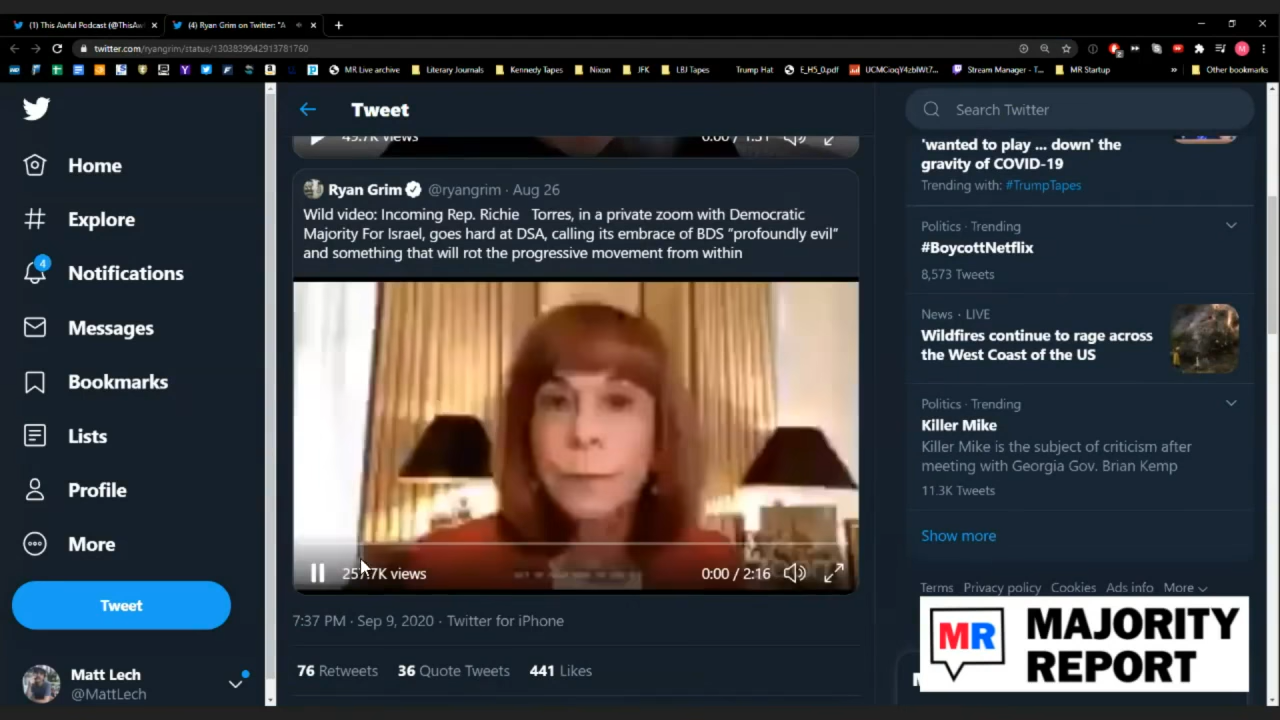 (1) This Awful Podcast (@ThisAw
(4) Ryan Grim on Twitter: "A
twitter.com/ryangrim/status/1303839942913781760
MR Live archive
Literary Journals
Kennedy Tapes
Nixon
JFK
LBJ Tapes
Trump Hat
E_H5_0.pdf
Stream Manager - T...
MR Startup
»
Other bookmarks
Home
Explore
4
Notifications
Messages
Bookmarks
Lists
Profile
More
Tweet
Matt Lech
@MattLech
Tweet
49.7K views
0:00 / 1:31
Ryan Grim @ryangrim · Aug 26
Wild video: Incoming Rep. Richie Torres, in a private zoom with Democratic
Majority For Israel, goes hard at DSA, calling its embrace of BDS "profoundly evil"
and something that will rot the progressive movement from within
0:00 / 2:16
7:37 PM · Sep 9, 2020 · Twitter for iPhone
76 Retweets 36 Quote Tweets 441 Likes
Search Twitter
'wanted to play ... down' the
gravity of COVID-19
Trending with: #TrumpTapes
Politics · Trending
#BoycottNetflix
8,573 Tweets
News · LIVE
Wildfires continue to rage across
the West Coast of the US
Politics · Trending
Killer Mike
Killer Mike is the subject of criticism after
meeting with Georgia Gov. Brian Kemp
11.3K Tweets
Show more
Terms Privacy policy Cookies Ads info More
MR
MAJORITY
REPORT